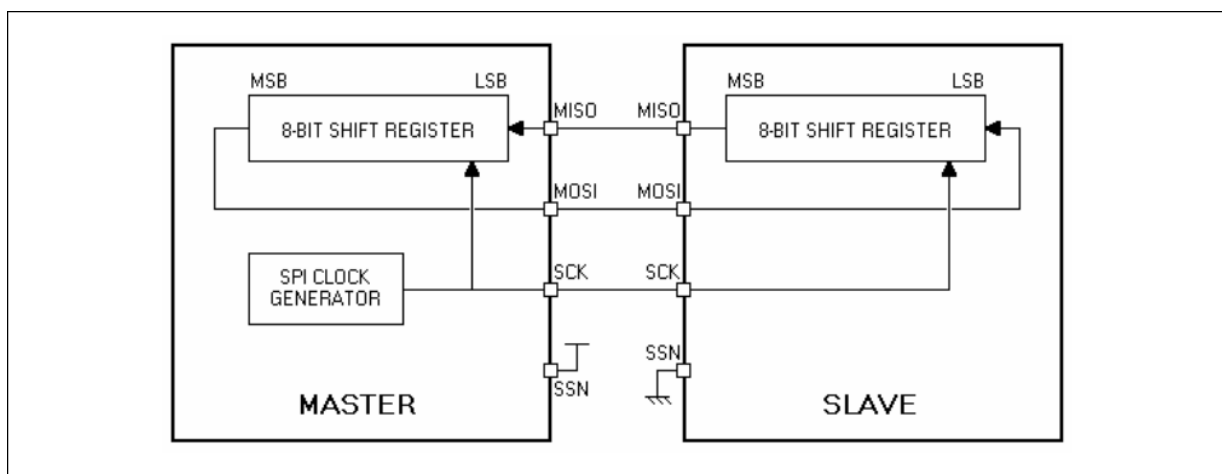 MSB LSB
8-BIT SHIFT REGISTER
MISO MISO
MSB LSB
8-BIT SHIFT REGISTER
MOSI MOSI
SPI CLOCK
GENERATOR
SCK SCK
SSN
SSN
MASTER
SLAVE